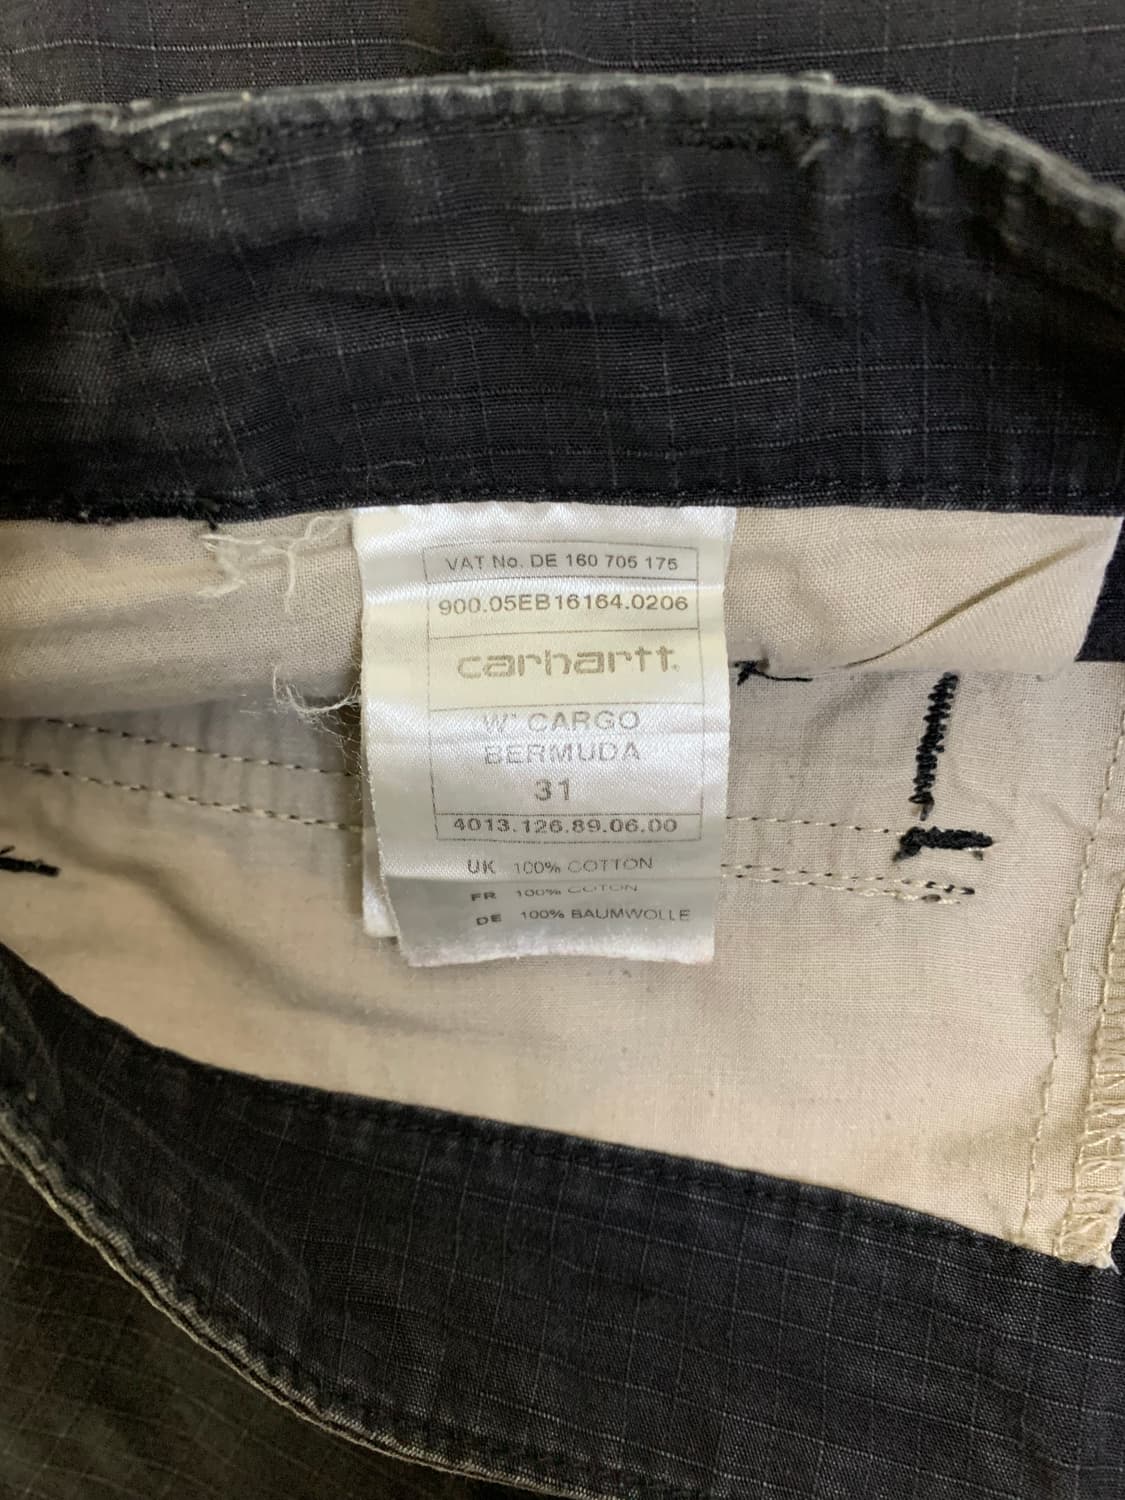 VAT No. DE 160 705 175
900.05EB16164.0206
carhartt.
W' CARGO
BERMUDA
31
4013.126.89.06.00
UK 100% COTTON
FR 100% COTON
DE 100% BAUMWOLLE